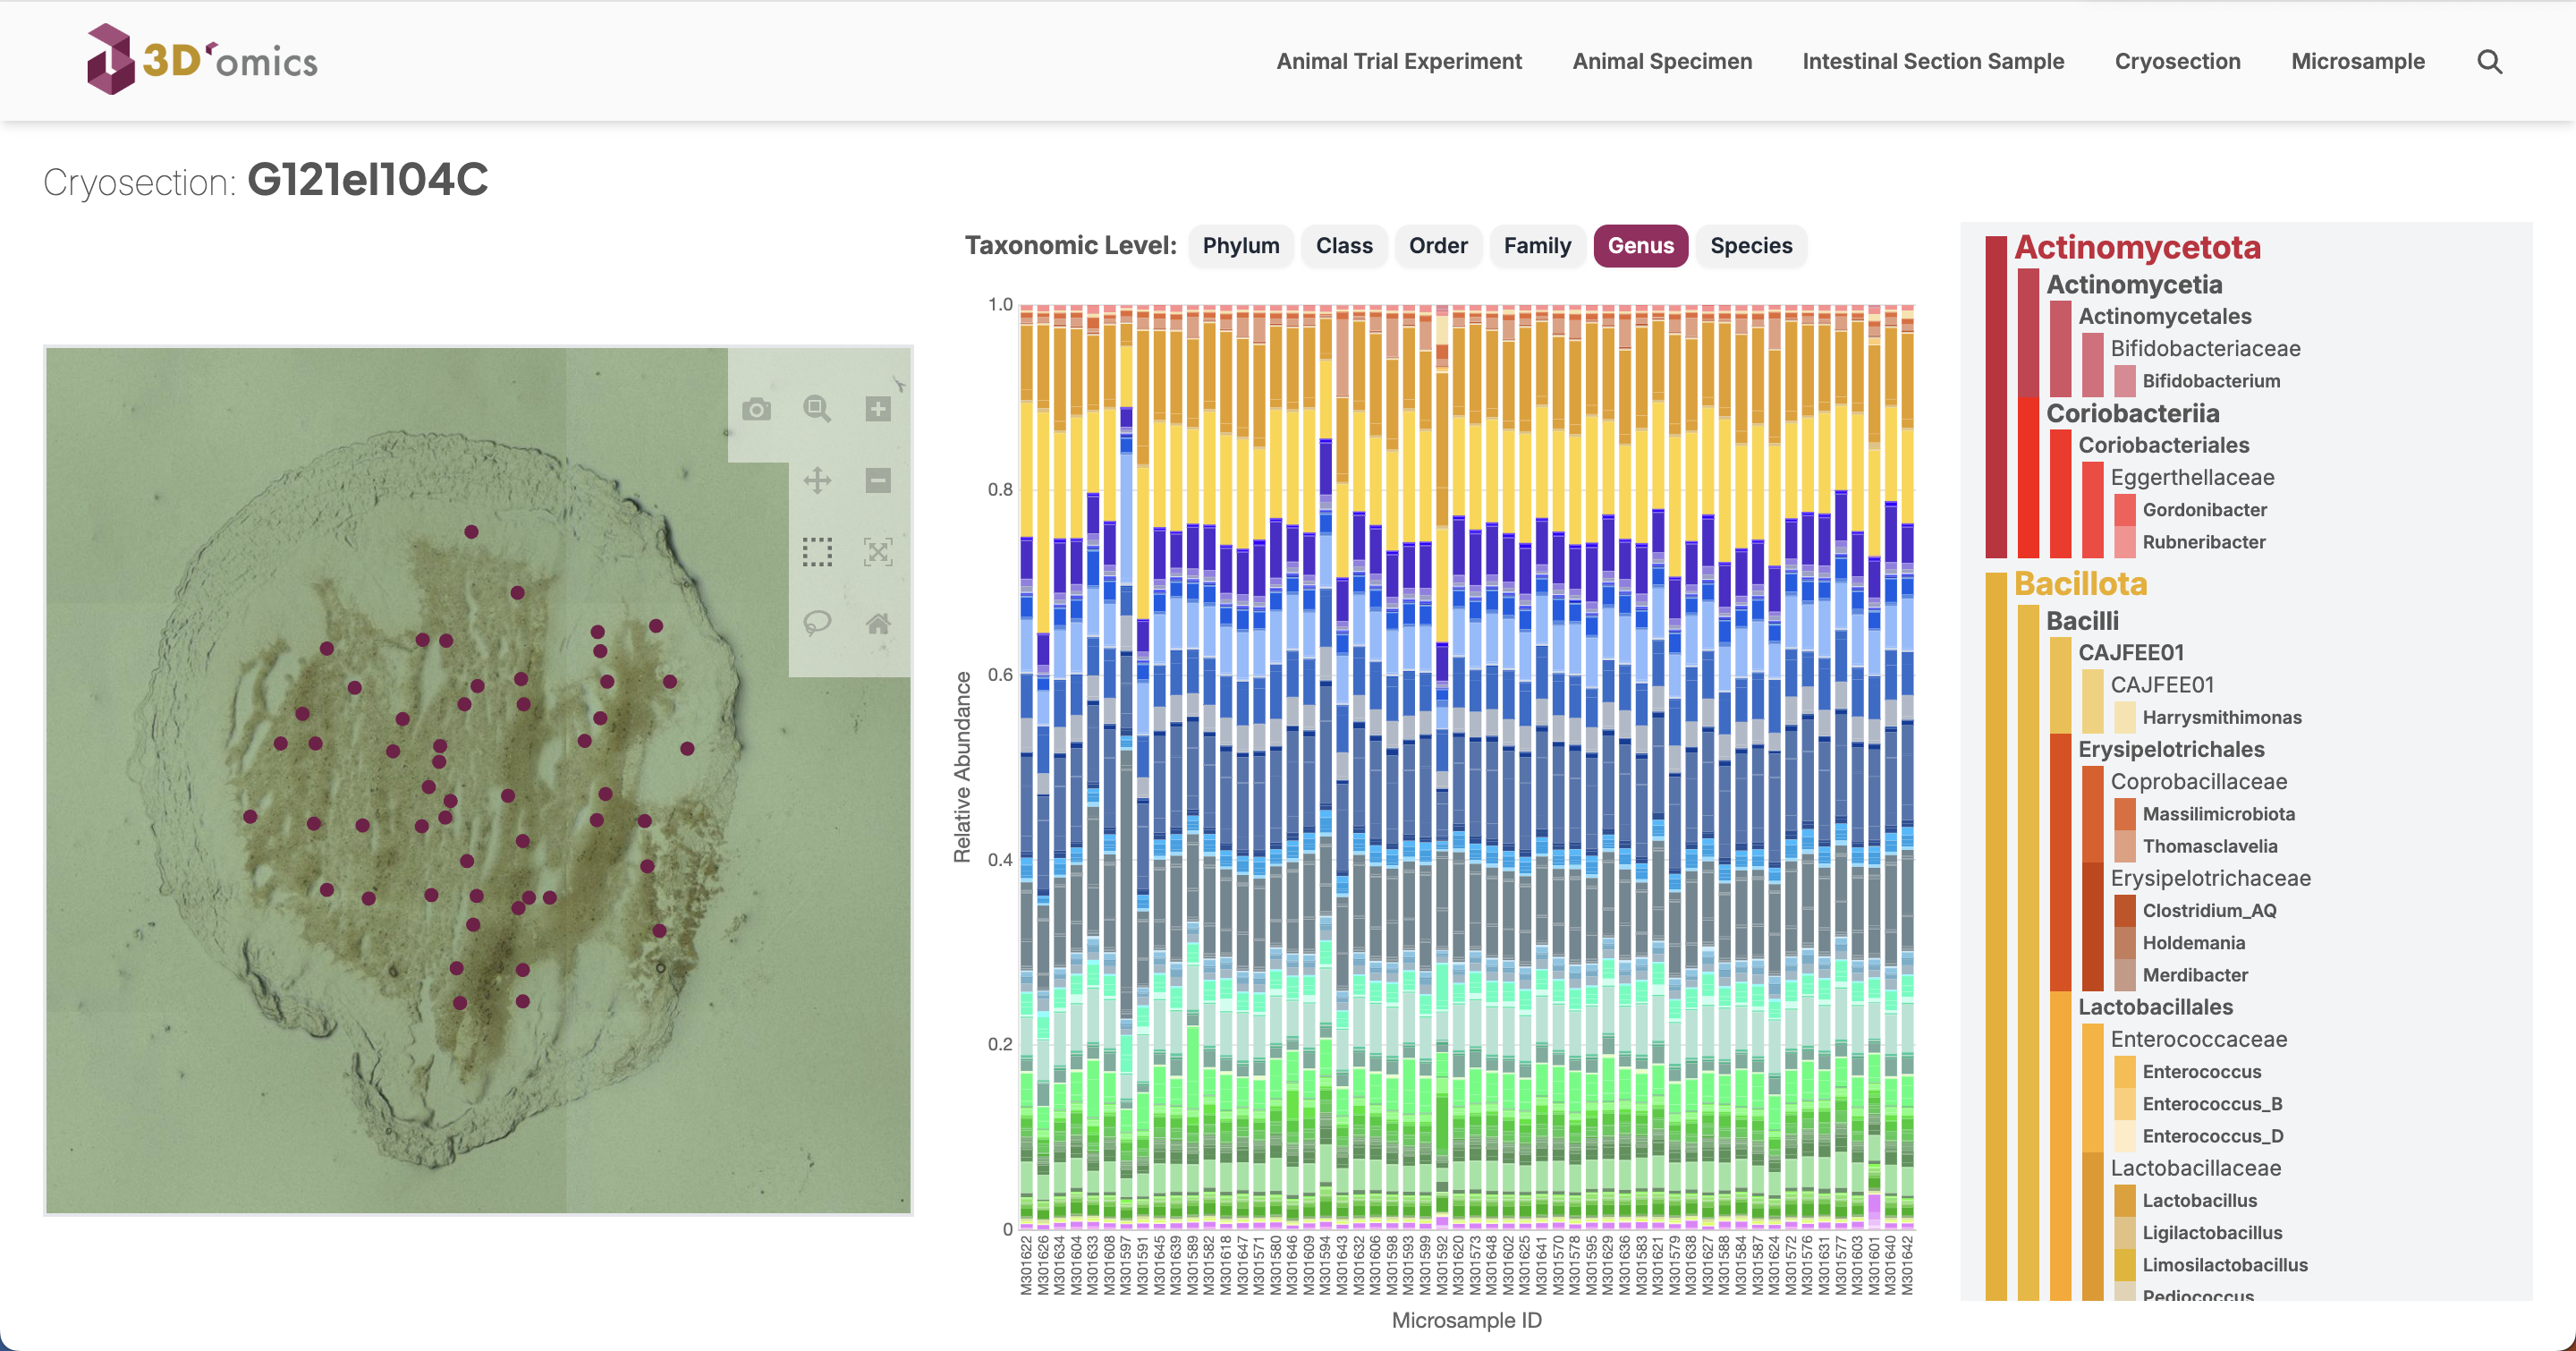 3D'omics
Animal Trial Experiment Animal Specimen Intestinal Section Sample Cryosection Microsample
Cryosection: G121eI104C
Taxonomic Level: Phylum Class Order Family Genus Species
1.0
0.8
0.6
0.4
0.2
0
Relative Abundance
M301622 M301626 M301634 M301604 M301633 M301608 M301597 M301591 M301645 M301639 M301589 M301582 M301618 M301647 M301571 M301580 M301646 M301609 M301594 M301643 M301632 M301606 M301598 M301593 M301599 M301592 M301620 M301573 M301648 M301602 M301625 M301641 M301570 M301578 M301595 M301629 M301636 M301583 M301621 M301579 M301638 M301627 M301588 M301584 M301587 M301624 M301572 M301576 M301631 M301577 M301603 M301601 M301640 M301642
Microsample ID
Actinomycetota
Actinomycetia
Actinomycetales
Bifidobacteriaceae
Bifidobacterium
Coriobacteriia
Coriobacteriales
Eggerthellaceae
Gordonibacter
Rubneribacter
Bacillota
Bacilli
CAJFEE01
CAJFEE01
Harrysmithimonas
Erysipelotrichales
Coprobacillaceae
Massilimicrobiota
Thomasclavelia
Erysipelotrichaceae
Clostridium_AQ
Holdemania
Merdibacter
Lactobacillales
Enterococcaceae
Enterococcus
Enterococcus_B
Enterococcus_D
Lactobacillaceae
Lactobacillus
Ligilactobacillus
Limosilactobacillus
Pediococcus